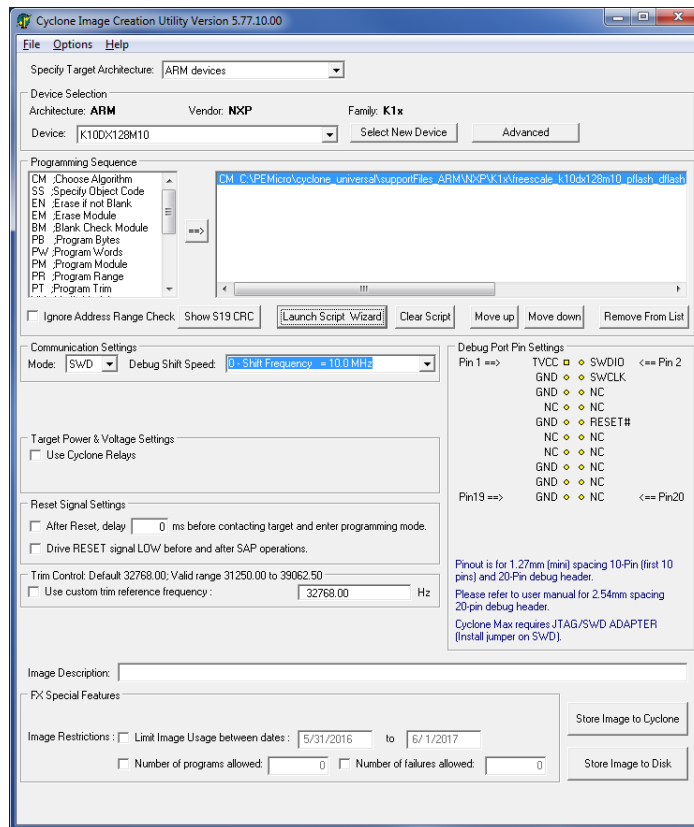 Cyclone Image Creation Utility Version 5.77.10.00
File Options Help
Specify Target Architecture: ARM devices
Device Selection
Architecture: ARM Vendor: NXP Family: K1x
Device: K10DX128M10 Select New Device Advanced
Programming Sequence
CM ;Choose Algorithm
SS ;Specify Object Code
EN ;Erase if not Blank
EM ;Erase Module
BM ;Blank Check Module
PB ;Program Bytes
PW ;Program Words
PM ;Program Module
PR ;Program Range
PT ;Program Trim
==>
CM C:\PEMicro\cyclone_universal\supportFiles_ARM\NXP\K1x\freescale_k10dx128m10_pflash_dflash
Ignore Address Range Check Show S19 CRC Launch Script Wizard Clear Script Move up Move down Remove From List
Communication Settings
Mode: SWD Debug Shift Speed: 0 - Shift Frequency = 10.0 MHz
Target Power & Voltage Settings
Use Cyclone Relays
Reset Signal Settings
After Reset, delay 0 ms before contacting target and enter programming mode.
Drive RESET signal LOW before and after SAP operations.
Trim Control: Default 32768.00; Valid range 31250.00 to 39062.50
Use custom trim reference frequency : 32768.00 Hz
Debug Port Pin Settings
Pin 1 ==> TVCC SWDIO <== Pin 2
GND SWCLK
GND NC
NC NC
GND RESET#
NC NC
NC NC
GND NC
GND NC
Pin19 ==> GND NC <== Pin20
Pinout is for 1.27mm (mini) spacing 10-Pin (first 10
pins) and 20-Pin debug header.
Please refer to user manual for 2.54mm spacing
20-pin debug header.
Cyclone Max requires JTAG/SWD ADAPTER
(Install jumper on SWD).
Image Description:
FX Special Features
Image Restrictions : Limit Image Usage between dates : 5/31/2016 to 6/ 1/2017
Number of programs allowed: 0 Number of failures allowed: 0
Store Image to Cyclone
Store Image to Disk